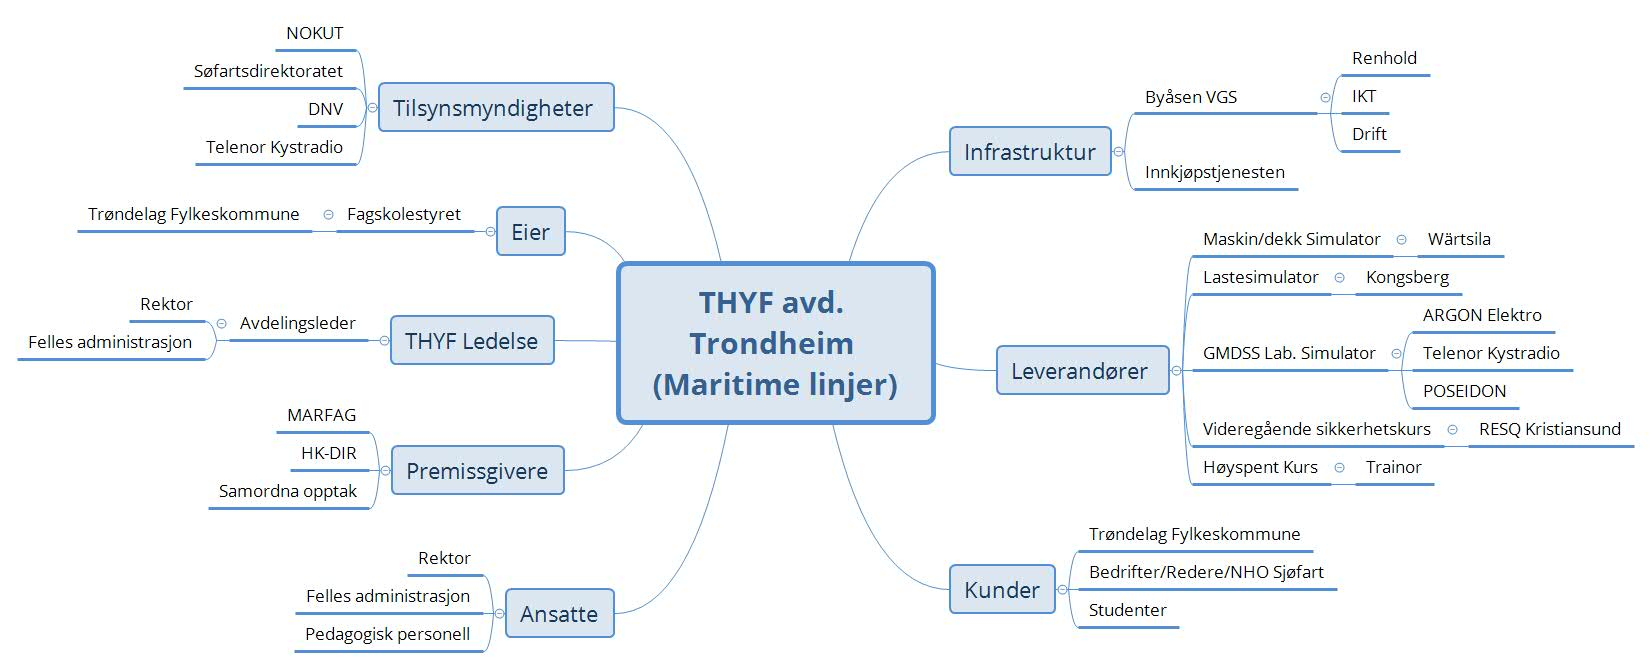 NOKUT
Søfartsdirektoratet
DNV
Telenor Kystradio
Tilsynsmyndigheter
Trøndelag Fylkeskommune
Fagskolestyret
Eier
Rektor
Felles administrasjon
Avdelingsleder
THYF Ledelse
MARFAG
HK-DIR
Samordna opptak
Premissgivere
Rektor
Felles administrasjon
Pedagogisk personell
Ansatte
THYF avd.
Trondheim
(Maritime linjer)
Infrastruktur
Byåsen VGS
Renhold
IKT
Drift
Innkjøpstjenesten
Leverandører
Maskin/dekk Simulator
Wärtsila
Lastesimulator
Kongsberg
GMDSS Lab. Simulator
ARGON Elektro
Telenor Kystradio
POSEIDON
Videregående sikkerhetskurs
RESQ Kristiansund
Høyspent Kurs
Trainor
Kunder
Trøndelag Fylkeskommune
Bedrifter/Redere/NHO Sjøfart
Studenter